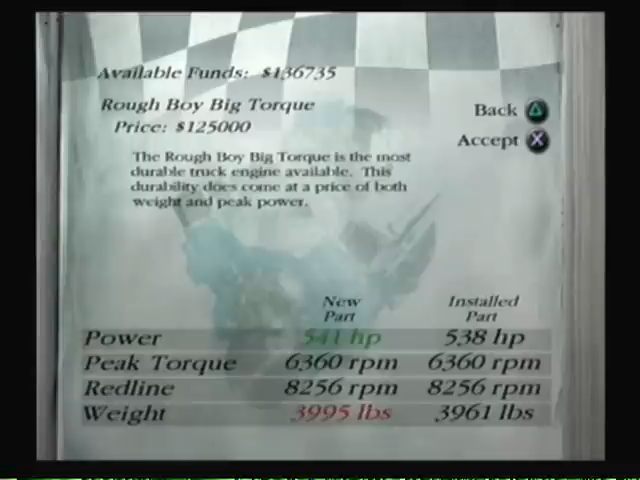 Available Funds: $136735
Rough Boy Big Torque
Price: $125000
Back
Accept X
The Rough Boy Big Torque is the most
durable truck engine available. This
durability does come at a price of both
weight and peak power.
New Part Installed Part
Power 541 hp 538 hp
Peak Torque 6360 rpm 6360 rpm
Redline 8256 rpm 8256 rpm
Weight 3995 lbs 3961 lbs